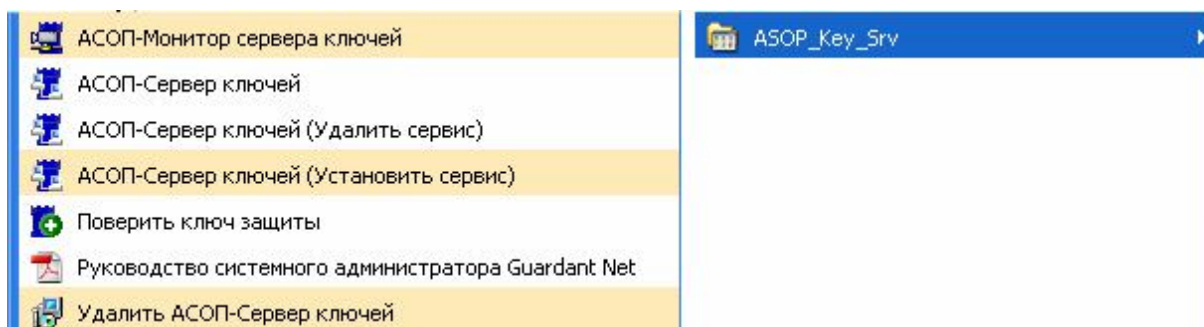 АСОП-Монитор сервера ключей
ASOP_Key_Srv
АСОП-Сервер ключей
АСОП-Сервер ключей (Удалить сервис)
АСОП-Сервер ключей (Установить сервис)
Поверить ключ защиты
Руководство системного администратора Guardant Net
Удалить АСОП-Сервер ключей